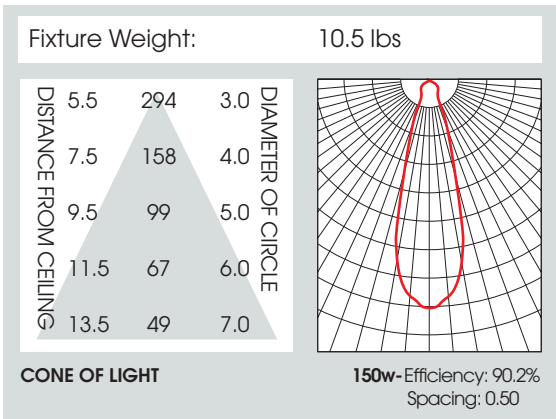 Fixture Weight: 10.5 lbs
DISTANCE FROM CEILING
5.5 294 3.0
7.5 158 4.0
9.5 99 5.0
11.5 67 6.0
13.5 49 7.0
DIAMETER OF CIRCLE
CONE OF LIGHT
150w-Efficiency: 90.2%
Spacing: 0.50